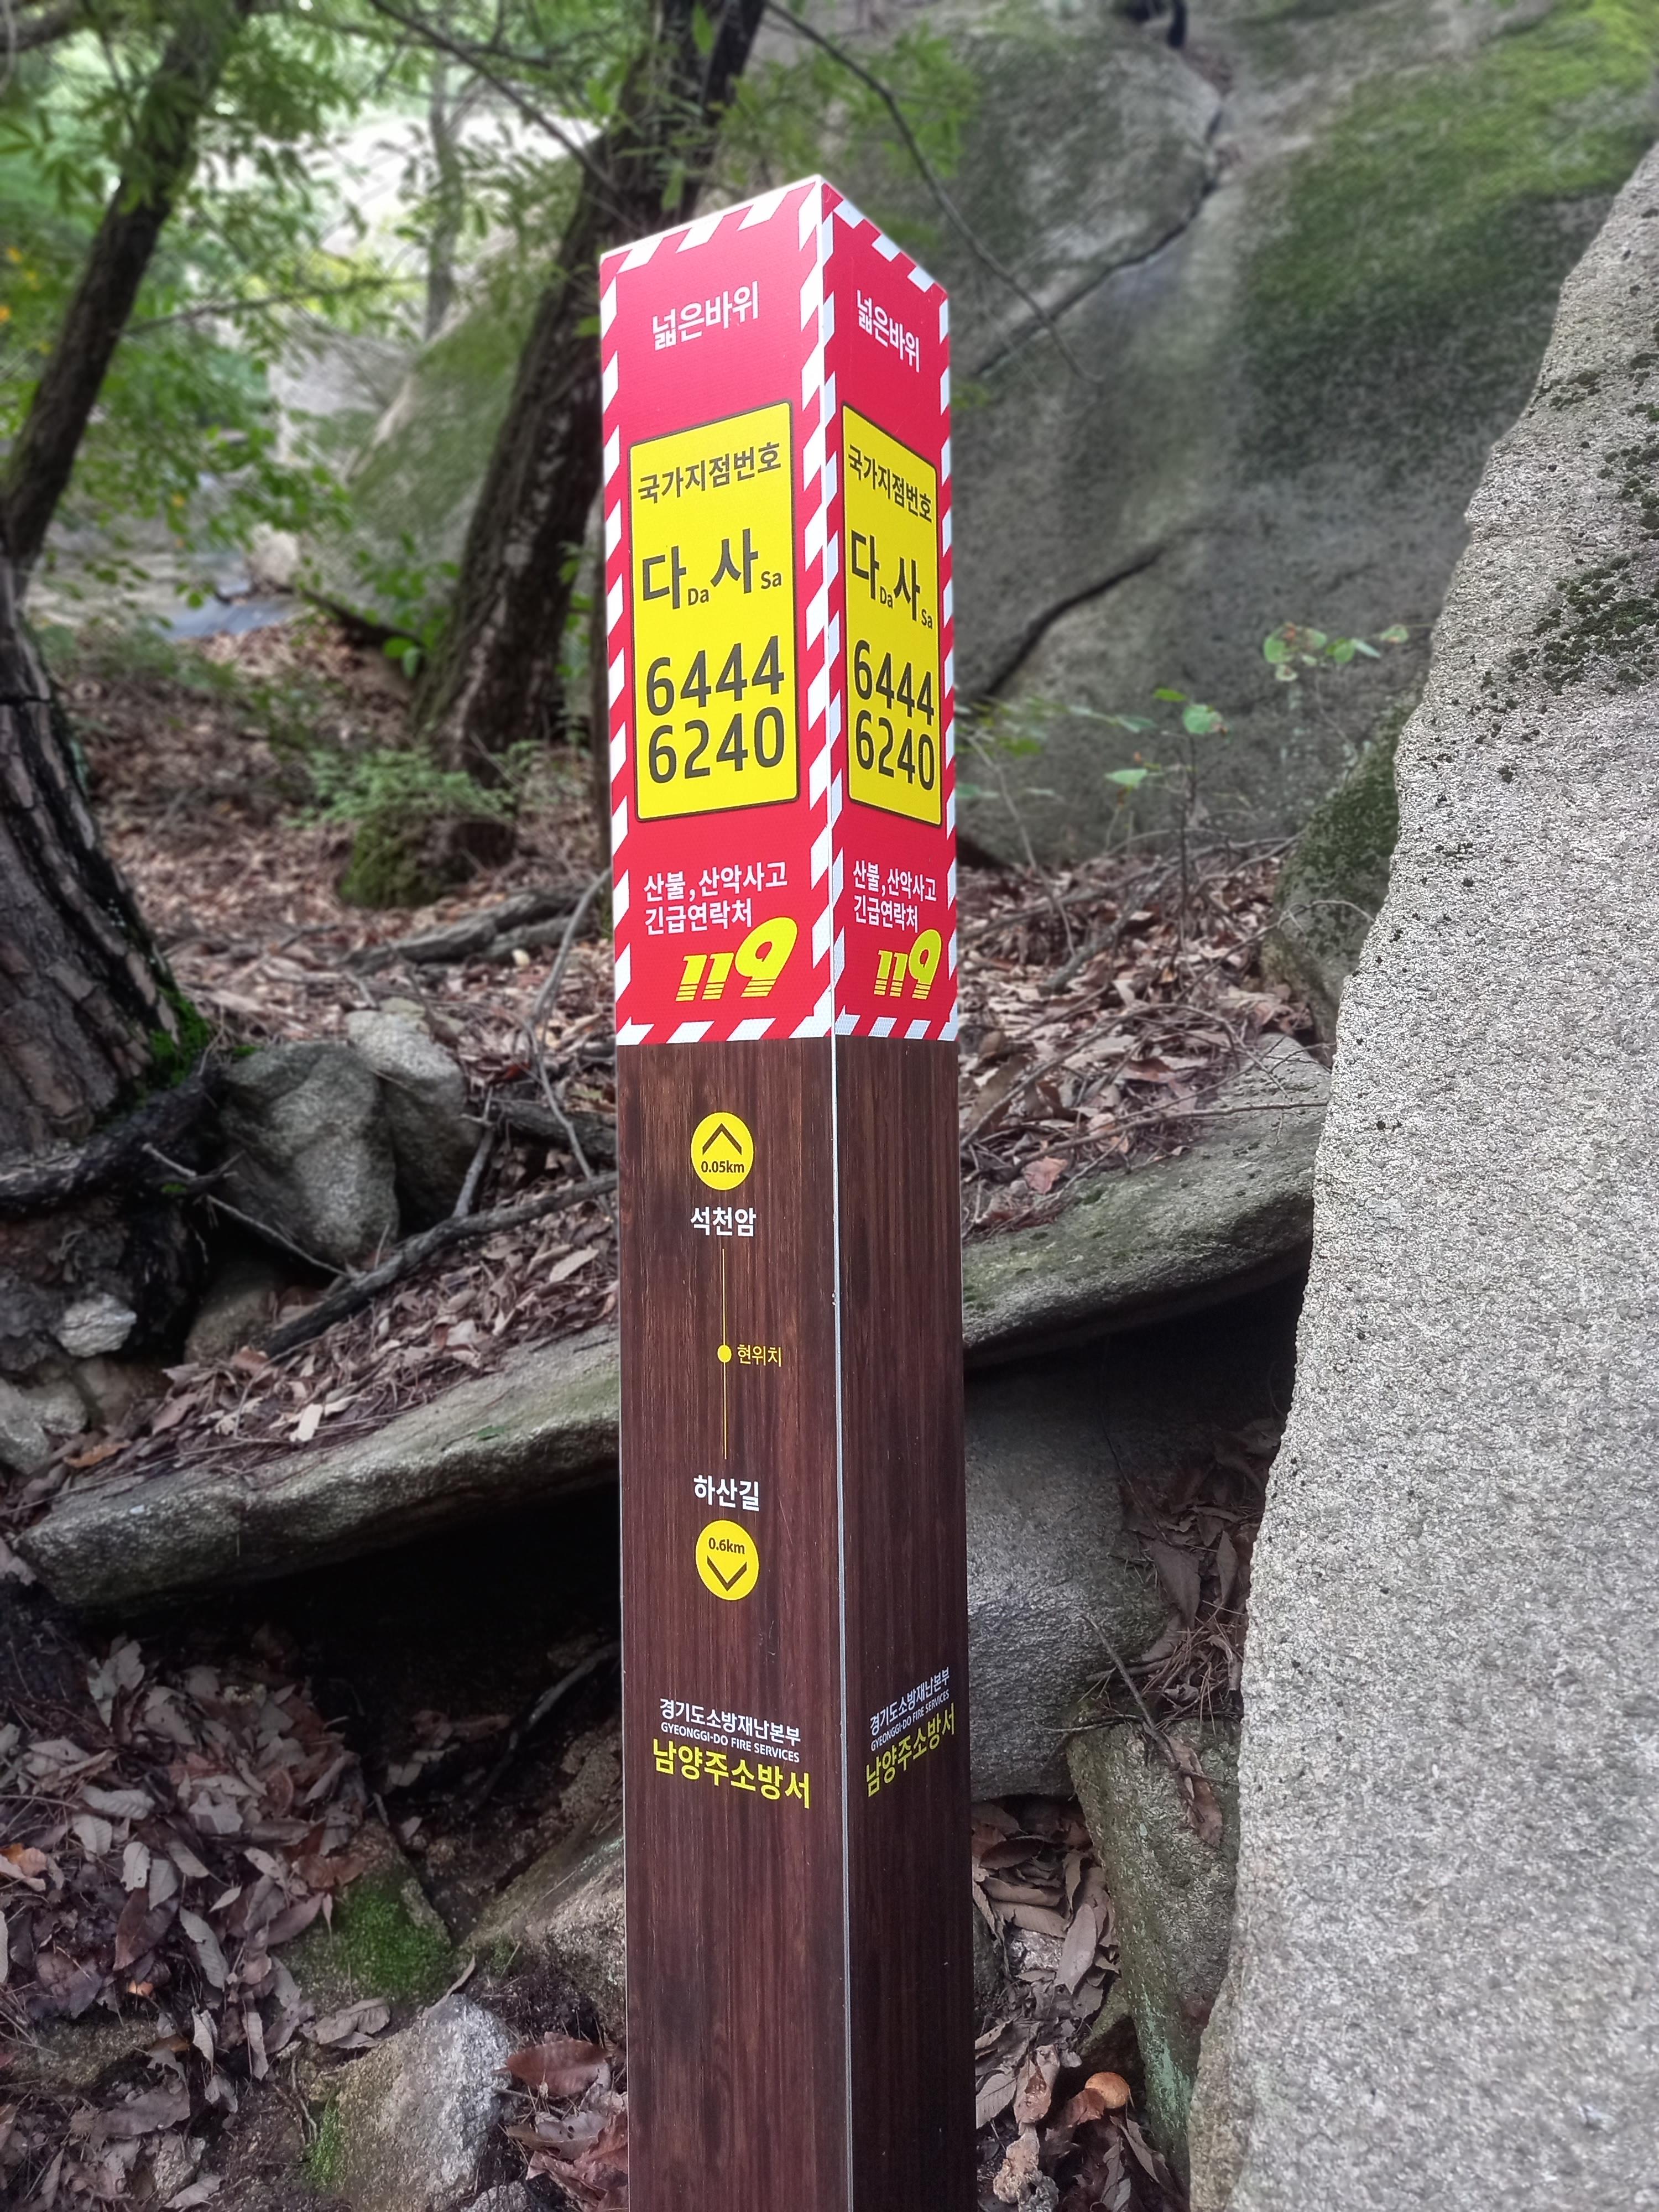 넓은바위
국가지점번호
다Da사Sa
6444
6240
산불,산악사고
긴급연락처
119
0.05km
석천암
현위치
하산길
0.6km
경기도소방재난본부
GYEONGGI-DO FIRE SERVICES
남양주소방서
넓은바위
국가지점번호
다Da사Sa
6444
6240
산불,산악사고
긴급연락처
119
경기도소방재난본부
GYEONGGI-DO FIRE SERVICES
남양주소방서